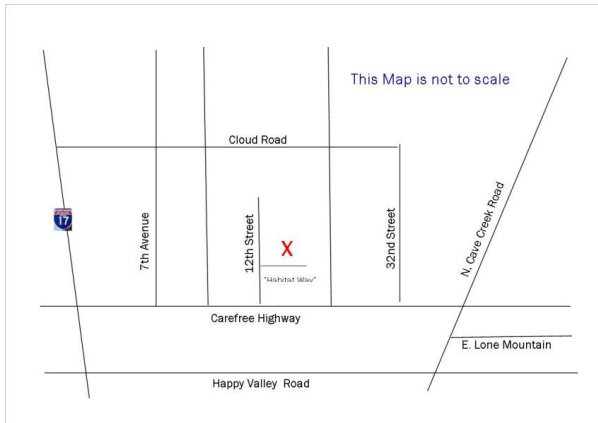 This Map is not to scale
Cloud Road
17
7th Avenue
12th Street
X
32nd Street
N. Cave Creek Road
"Habitat Way"
Carefree Highway
E. Lone Mountain
Happy Valley Road